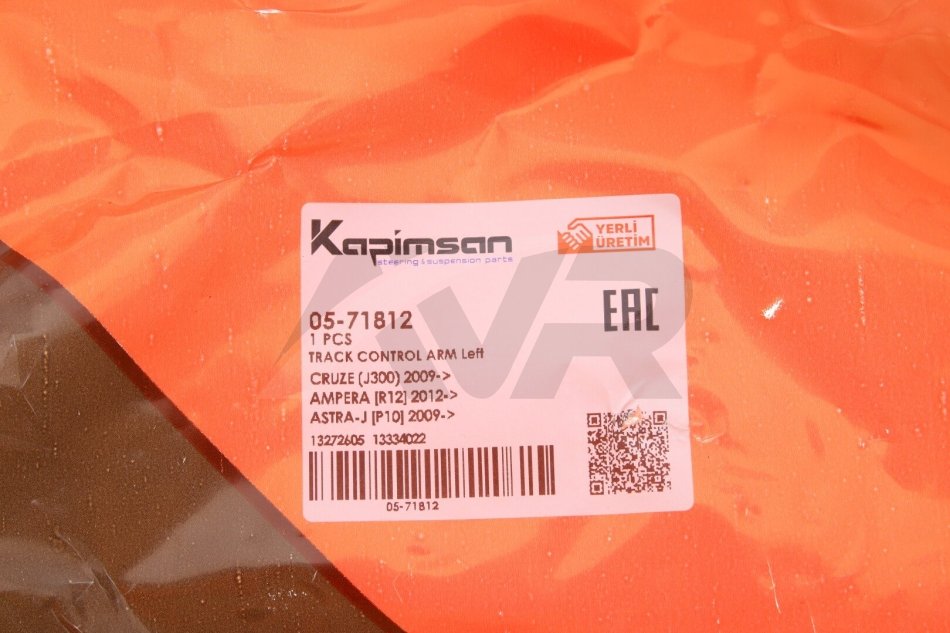 Kapimsan
steering & suspension parts
YERLİ
ÜRETİM
05-71812
1 PCS
TRACK CONTROL ARM Left
EAC
CRUZE (J300) 2009->
AMPERA [R12] 2012->
ASTRA-J [P10] 2009->
13272605 13334022
05-71812
AVR